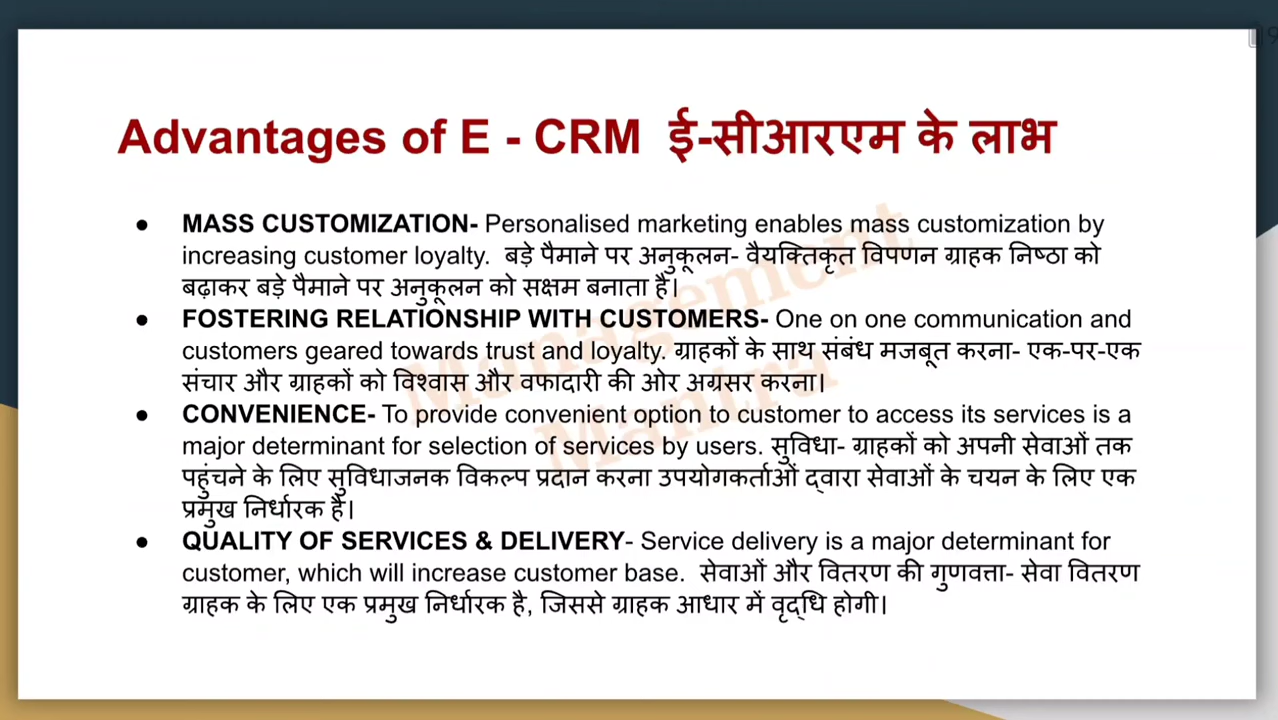 Advantages of E - CRM ई-सीआरएम के लाभ
● MASS CUSTOMIZATION- Personalised marketing enables mass customization by
increasing customer loyalty. बड़े पैमाने पर अनुकूलन- वैयक्तिकृत विपणन ग्राहक निष्ठा को
बढ़ाकर बड़े पैमाने पर अनुकूलन को सक्षम बनाता है।
● FOSTERING RELATIONSHIP WITH CUSTOMERS- One on one communication and
customers geared towards trust and loyalty. ग्राहकों के साथ संबंध मजबूत करना- एक-पर-एक
संचार और ग्राहकों को विश्वास और वफादारी की ओर अग्रसर करना।
● CONVENIENCE- To provide convenient option to customer to access its services is a
major determinant for selection of services by users. सुविधा- ग्राहकों को अपनी सेवाओं तक
पहुंचने के लिए सुविधाजनक विकल्प प्रदान करना उपयोगकर्ताओं द्वारा सेवाओं के चयन के लिए एक
प्रमुख निर्धारक है।
● QUALITY OF SERVICES & DELIVERY- Service delivery is a major determinant for
customer, which will increase customer base. सेवाओं और वितरण की गुणवत्ता- सेवा वितरण
ग्राहक के लिए एक प्रमुख निर्धारक है, जिससे ग्राहक आधार में वृद्धि होगी।
Management
Mantra